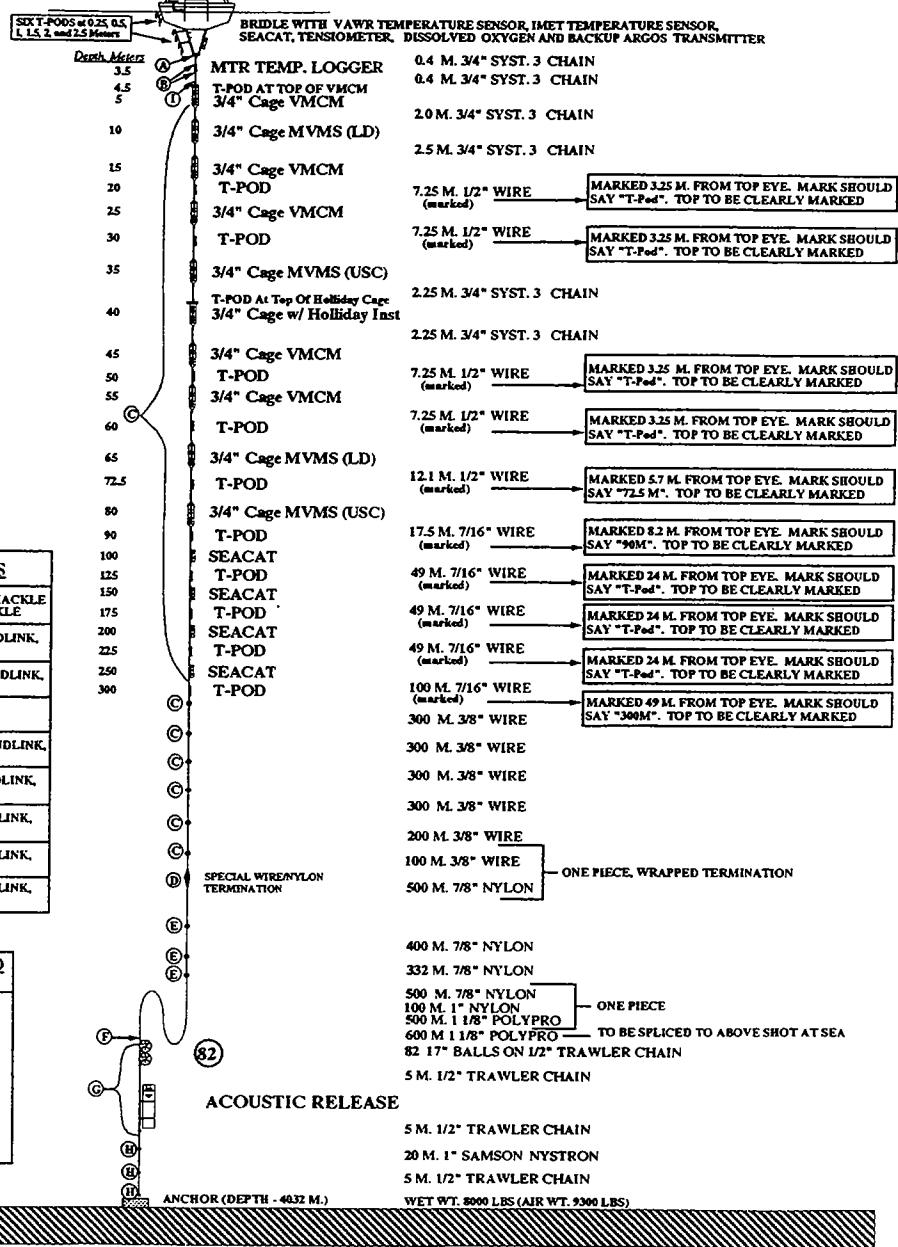 SIX T-PODS at 0.25, 0.5,
1, 1.5, 2, and 2.5 Meters
BRIDLE WITH VAWR TEMPERATURE SENSOR, IMET TEMPERATURE SENSOR,
SEACAT, TENSIOMETER, DISSOLVED OXYGEN AND BACKUP ARGOS TRANSMITTER
Depth, Meters
A
0.4 M. 3/4" SYST. 3 CHAIN
3.5 MTR TEMP. LOGGER
B
0.4 M. 3/4" SYST. 3 CHAIN
4.5 T-POD AT TOP OF VMCM
5 I 3/4" Cage VMCM
2.0 M. 3/4" SYST. 3 CHAIN
10 3/4" Cage MVMS (LD)
2.5 M. 3/4" SYST. 3 CHAIN
15 3/4" Cage VMCM
20 T-POD 7.25 M. 1/2" WIRE
(marked)
MARKED 3.25 M. FROM TOP EYE. MARK SHOULD
SAY "T-Pod". TOP TO BE CLEARLY MARKED
25 3/4" Cage VMCM
30 T-POD 7.25 M. 1/2" WIRE
(marked)
MARKED 3.25 M. FROM TOP EYE. MARK SHOULD
SAY "T-Pod". TOP TO BE CLEARLY MARKED
35 3/4" Cage MVMS (USC)
2.25 M. 3/4" SYST. 3 CHAIN
T-POD At Top Of Holliday Cage
40 3/4" Cage w/ Holliday Inst
2.25 M. 3/4" SYST. 3 CHAIN
45 3/4" Cage VMCM
50 T-POD 7.25 M. 1/2" WIRE
(marked)
MARKED 3.25 M. FROM TOP EYE. MARK SHOULD
SAY "T-Pod". TOP TO BE CLEARLY MARKED
55 3/4" Cage VMCM
C
60 T-POD 7.25 M. 1/2" WIRE
(marked)
MARKED 3.25 M. FROM TOP EYE. MARK SHOULD
SAY "T-Pod". TOP TO BE CLEARLY MARKED
65 3/4" Cage MVMS (LD)
72.5 T-POD 12.1 M. 1/2" WIRE
(marked)
MARKED 5.7 M. FROM TOP EYE. MARK SHOULD
SAY "72.5 M". TOP TO BE CLEARLY MARKED
80 3/4" Cage MVMS (USC)
90 T-POD 17.5 M. 7/16" WIRE
(marked)
MARKED 8.2 M. FROM TOP EYE. MARK SHOULD
SAY "90M". TOP TO BE CLEARLY MARKED
100 SEACAT
125 T-POD 49 M. 7/16" WIRE
(marked)
MARKED 24 M. FROM TOP EYE. MARK SHOULD
SAY "T-Pod". TOP TO BE CLEARLY MARKED
150 SEACAT
175 T-POD 49 M. 7/16" WIRE
(marked)
MARKED 24 M. FROM TOP EYE. MARK SHOULD
SAY "T-Pod". TOP TO BE CLEARLY MARKED
200 SEACAT
225 T-POD 49 M. 7/16" WIRE
(marked)
MARKED 24 M. FROM TOP EYE. MARK SHOULD
SAY "T-Pod". TOP TO BE CLEARLY MARKED
250 SEACAT
300 T-POD 100 M. 7/16" WIRE
(marked)
MARKED 49 M. FROM TOP EYE. MARK SHOULD
SAY "300M". TOP TO BE CLEARLY MARKED
C
300 M. 3/8" WIRE
C
300 M. 3/8" WIRE
C
300 M. 3/8" WIRE
C
300 M. 3/8" WIRE
C
200 M. 3/8" WIRE
C
100 M. 3/8" WIRE
ONE PIECE, WRAPPED TERMINATION
D SPECIAL WIRE/NYLON
TERMINATION
500 M. 7/8" NYLON
E
400 M. 7/8" NYLON
E
332 M. 7/8" NYLON
E
500 M. 7/8" NYLON
100 M. 1" NYLON
ONE PIECE
500 M. 1 1/8" POLYPRO
600 M 1 1/8" POLYPRO TO BE SPLICED TO ABOVE SHOT AT SEA
F
82
82 17" BALLS ON 1/2" TRAWLER CHAIN
5 M. 1/2" TRAWLER CHAIN
G
ACOUSTIC RELEASE
5 M. 1/2" TRAWLER CHAIN
H
20 M. 1" SAMSON NYSTRON
H
5 M. 1/2" TRAWLER CHAIN
H
ANCHOR (DEPTH - 4032 M.) WET WT. 8000 LBS (AIR WT. 9300 LBS)